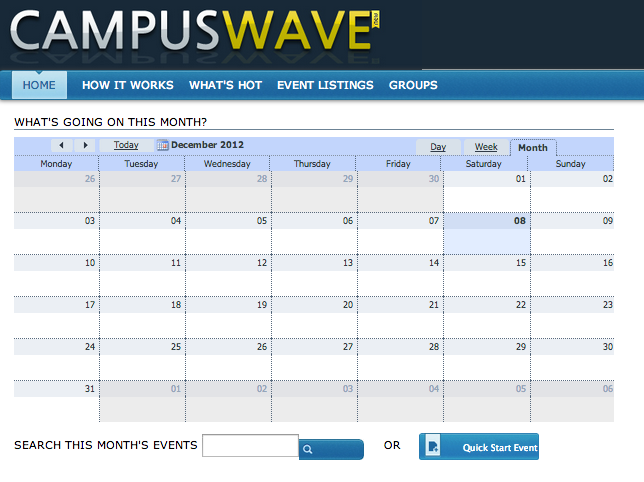 CAMPUSWAVE new
HOME HOW IT WORKS WHAT'S HOT EVENT LISTINGS GROUPS
WHAT'S GOING ON THIS MONTH?
Today December 2012 Day Week Month
Monday Tuesday Wednesday Thursday Friday Saturday Sunday
26 27 28 29 30 01 02
03 04 05 06 07 08 09
10 11 12 13 14 15 16
17 18 19 20 21 22 23
24 25 26 27 28 29 30
31 01 02 03 04 05 06
SEARCH THIS MONTH'S EVENTS OR Quick Start Event